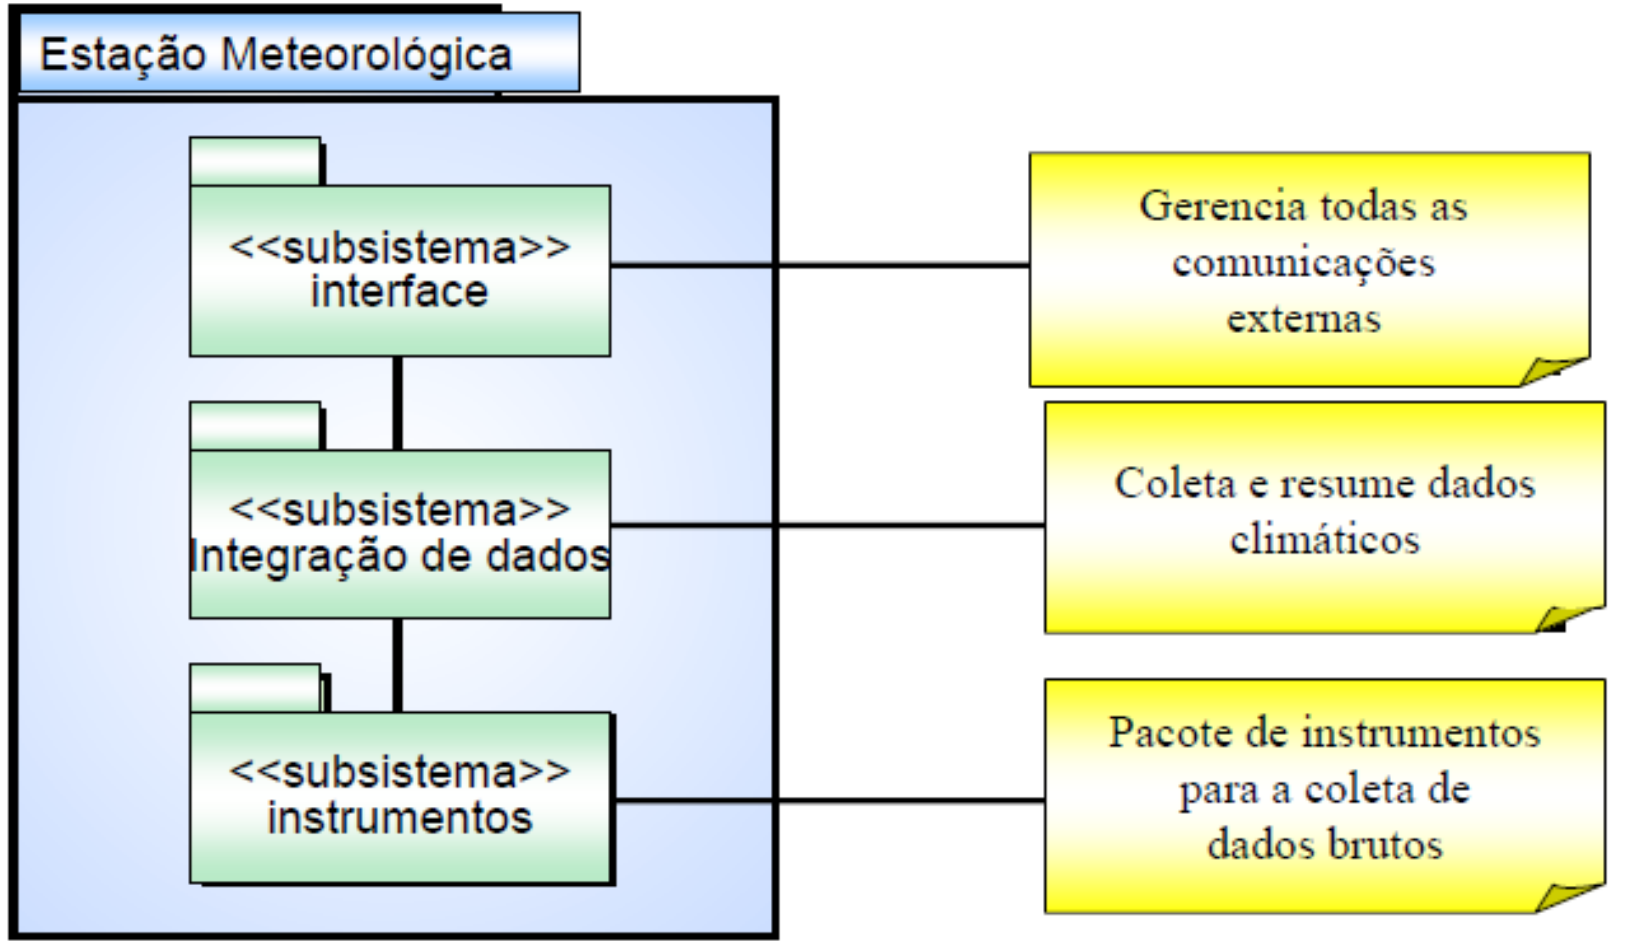 Estação Meteorológica
<<subsistema>>
interface
Gerencia todas as
comunicações
externas
<<subsistema>>
Integração de dados
Coleta e resume dados
climáticos
<<subsistema>>
instrumentos
Pacote de instrumentos
para a coleta de
dados brutos